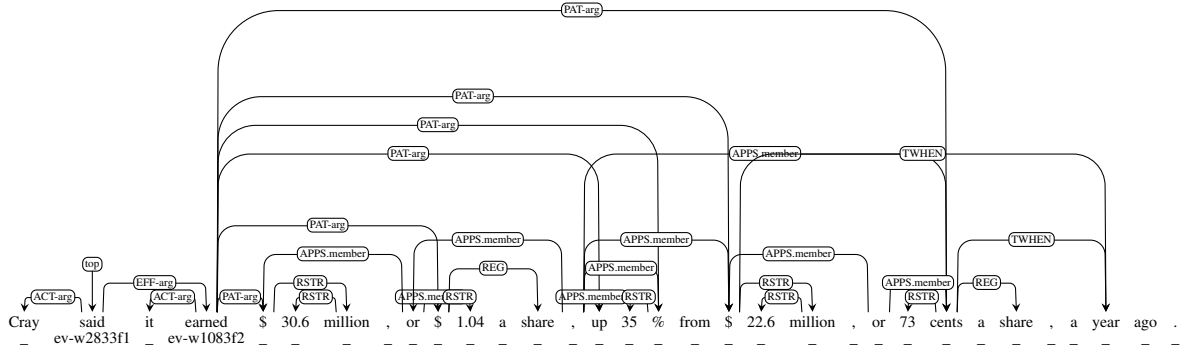 PAT-arg
PAT-arg
PAT-arg
PAT-arg APPS.member TWHEN
PAT-arg
APPS.member APPS.member TWHEN
APPS.member APPS.member
top REG APPS.member
EFF-arg RSTR RSTR APPS.member REG
ACT-arg ACT-arg PAT-arg RSTR RSTR APPS.member RSTR RSTR RSTR
Cray said it earned $ 30.6 million , or $ 1.04 a share , up 35 % from $ 22.6 million , or 73 cents a share , a year ago .
_ ev-w2833f1 _ ev-w1083f2 _ _ _ _ _ _ _ _ _ _ _ _ _ _ _ _ _ _ _ _ _ _ _ _ _ _ _ _